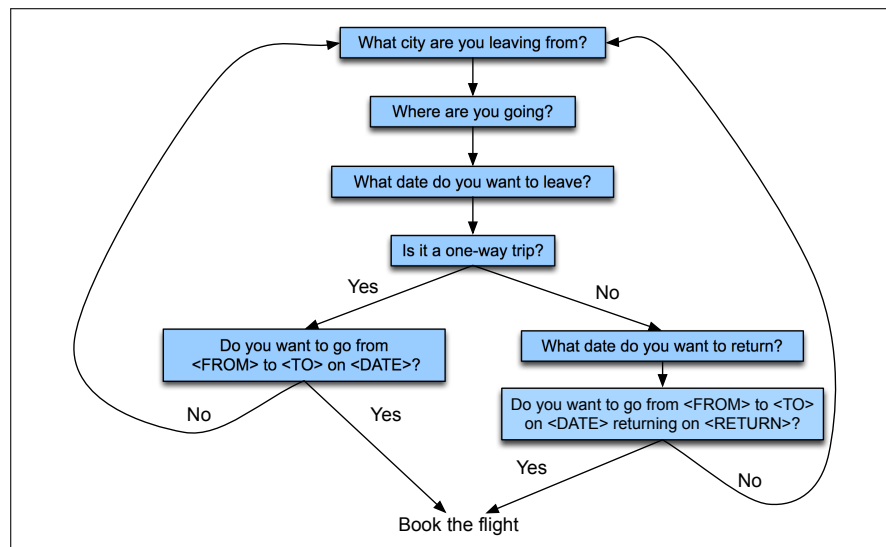 What city are you leaving from?
Where are you going?
What date do you want to leave?
Is it a one-way trip?
Yes
No
Do you want to go from
<FROM> to <TO> on <DATE>?
What date do you want to return?
Do you want to go from <FROM> to <TO>
on <DATE> returning on <RETURN>?
No
Yes
Yes
No
Book the flight